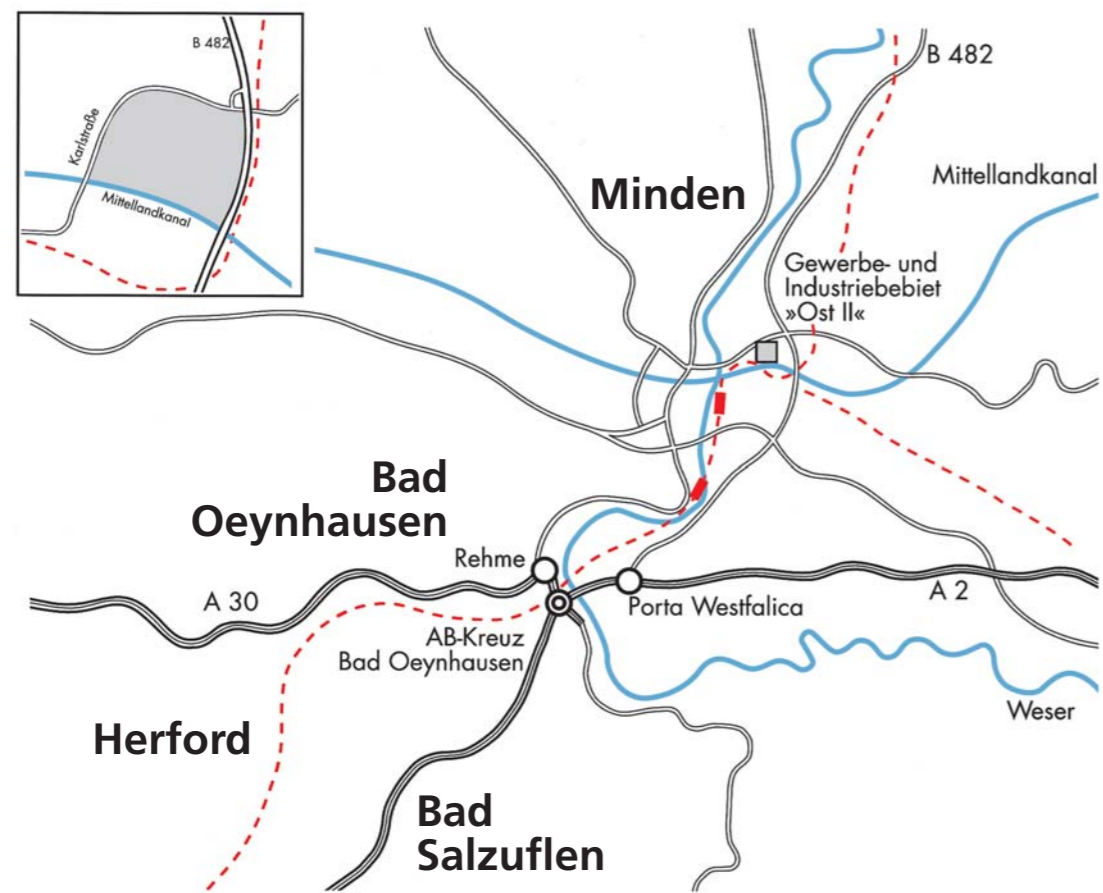 B 482
Karlstraße
Mittellandkanal
B 482
Minden
Mittellandkanal
Gewerbe- und
Industriebebiet
»Ost II«
Bad
Oeynhausen
Rehme
A 30
Porta Westfalica
A 2
AB-Kreuz
Bad Oeynhausen
Weser
Herford
Bad
Salzuflen